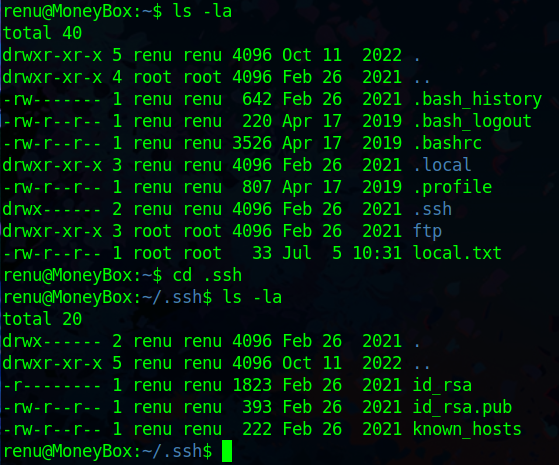 renu@MoneyBox:~$ ls -la
total 40
drwxr-xr-x 5 renu renu 4096 Oct 11  2022 .
drwxr-xr-x 4 root root 4096 Feb 26  2021 ..
-rw------- 1 renu renu  642 Feb 26  2021 .bash_history
-rw-r--r-- 1 renu renu  220 Apr 17  2019 .bash_logout
-rw-r--r-- 1 renu renu 3526 Apr 17  2019 .bashrc
drwxr-xr-x 3 renu renu 4096 Feb 26  2021 .local
-rw-r--r-- 1 renu renu  807 Apr 17  2019 .profile
drwx------ 2 renu renu 4096 Feb 26  2021 .ssh
drwxr-xr-x 3 root root 4096 Feb 26  2021 ftp
-rw-r--r-- 1 root root   33 Jul  5 10:31 local.txt
renu@MoneyBox:~$ cd .ssh
renu@MoneyBox:~/.ssh$ ls -la
total 20
drwx------ 2 renu renu 4096 Feb 26  2021 .
drwxr-xr-x 5 renu renu 4096 Oct 11  2022 ..
-r-------- 1 renu renu 1823 Feb 26  2021 id_rsa
-rw-r--r-- 1 renu renu  393 Feb 26  2021 id_rsa.pub
-rw-r--r-- 1 renu renu  222 Feb 26  2021 known_hosts
renu@MoneyBox:~/.ssh$